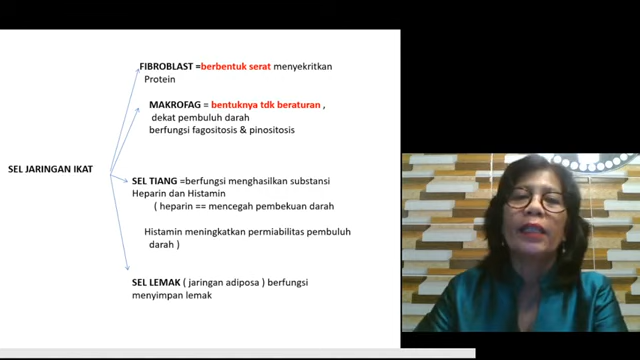 FIBROBLAST =berbentuk serat menyekritkan
Protein
MAKROFAG = bentuknya tdk beraturan ,
dekat pembuluh darah
berfungsi fagositosis & pinositosis
SEL JARINGAN IKAT
SEL TIANG =berfungsi menghasilkan substansi
Heparin dan Histamin
( heparin == mencegah pembekuan darah
Histamin meningkatkan permiabilitas pembuluh
darah )
SEL LEMAK ( jaringan adiposa ) berfungsi
menyimpan lemak